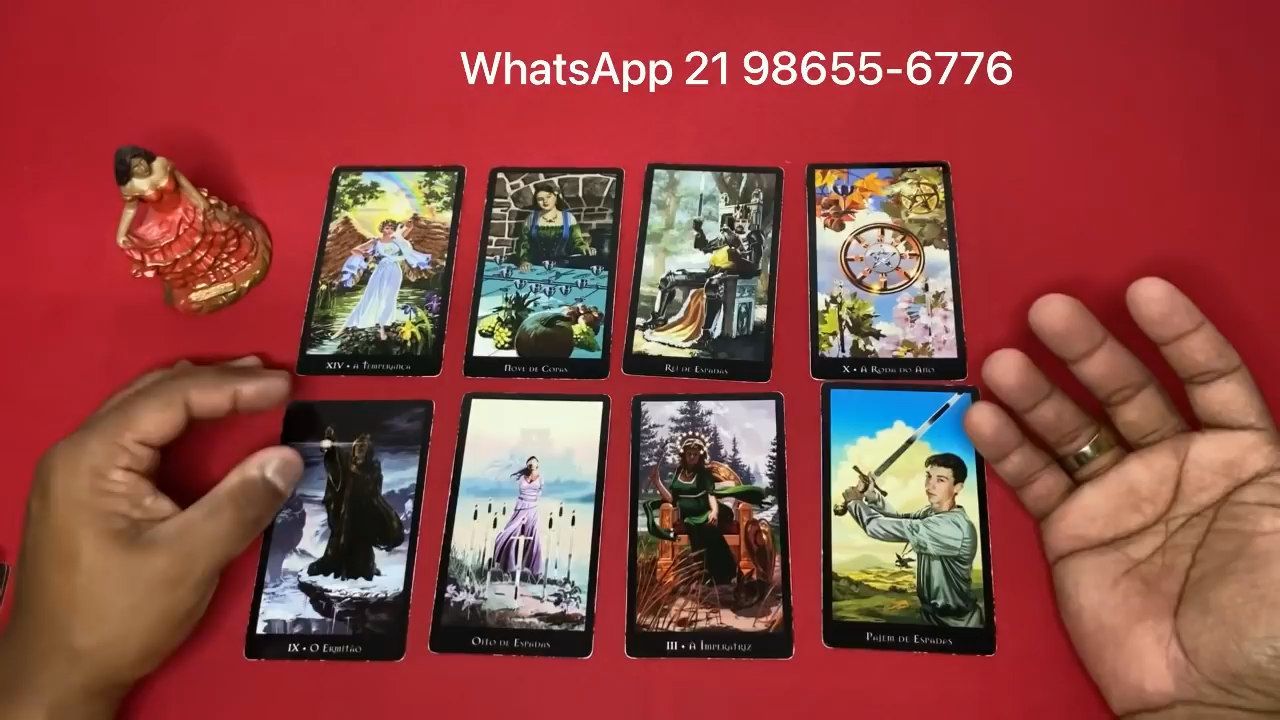 WhatsApp 21 98655-6776
XIV • A Temperança
Nove de Copas
Rei de Espadas
X • A Roda do Ano
IX • O Ermitão
Oito de Espadas
III • A Imperatriz
Pajem de Espadas